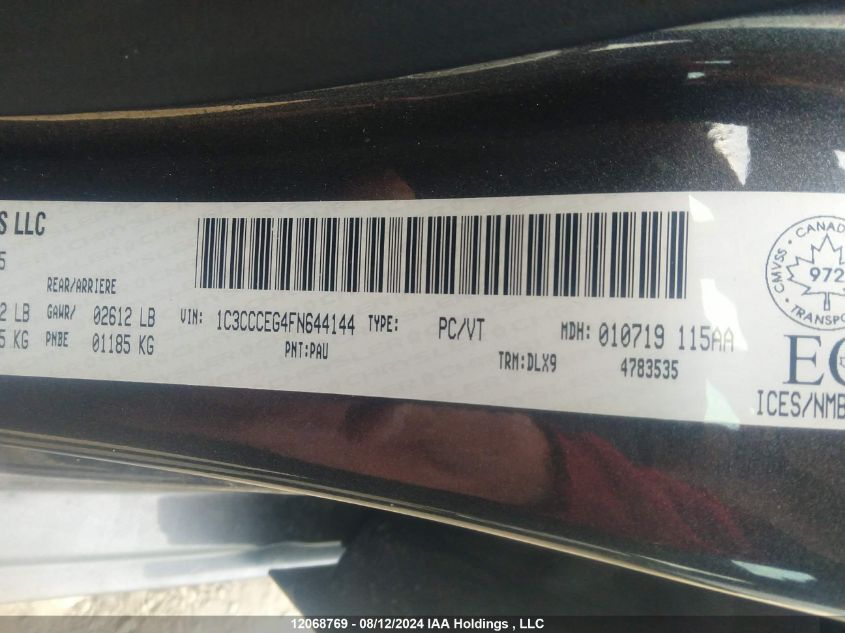 S LLC
5
REAR/ARRIERE
2 LB GAWR/ 02612 LB
5 KG PNBE 01185 KG
VIN: 1C3CCCEG4FN644144 TYPE: PC/VT MDH: 010719 115AA
PNT:PAU TRM:DLX9 4783535
CANAD
CMVSS
972
TRANSPO
EC
ICES/NMB
12068769 - 08/12/2024 IAA Holdings , LLC